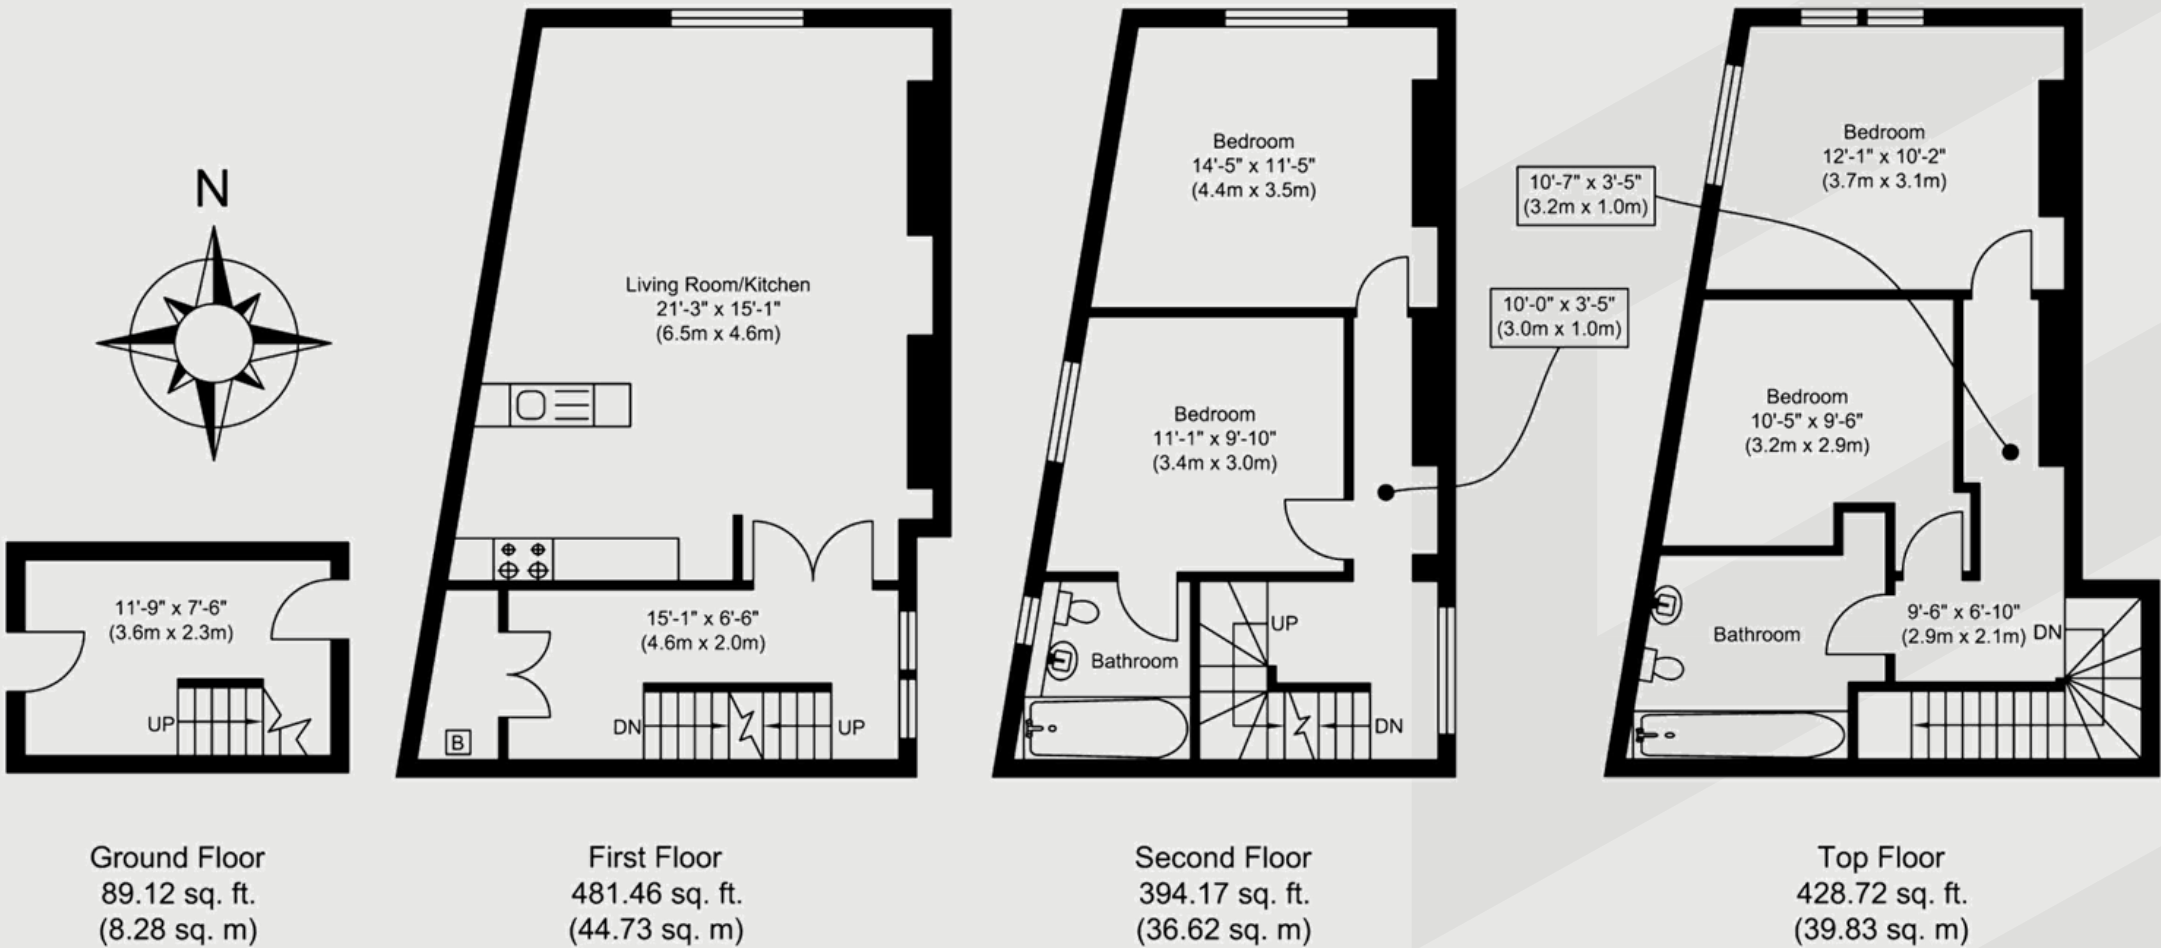 N
11'-9" x 7'-6"
(3.6m x 2.3m)
UP
Ground Floor
89.12 sq. ft.
(8.28 sq. m)
Living Room/Kitchen
21'-3" x 15'-1"
(6.5m x 4.6m)
15'-1" x 6'-6"
(4.6m x 2.0m)
DN
UP
B
First Floor
481.46 sq. ft.
(44.73 sq. m)
Bedroom
14'-5" x 11'-5"
(4.4m x 3.5m)
10'-0" x 3'-5"
(3.0m x 1.0m)
Bedroom
11'-1" x 9'-10"
(3.4m x 3.0m)
UP
Bathroom
DN
Second Floor
394.17 sq. ft.
(36.62 sq. m)
Bedroom
12'-1" x 10'-2"
(3.7m x 3.1m)
10'-7" x 3'-5"
(3.2m x 1.0m)
Bedroom
10'-5" x 9'-6"
(3.2m x 2.9m)
9'-6" x 6'-10"
(2.9m x 2.1m)
DN
Bathroom
Top Floor
428.72 sq. ft.
(39.83 sq. m)